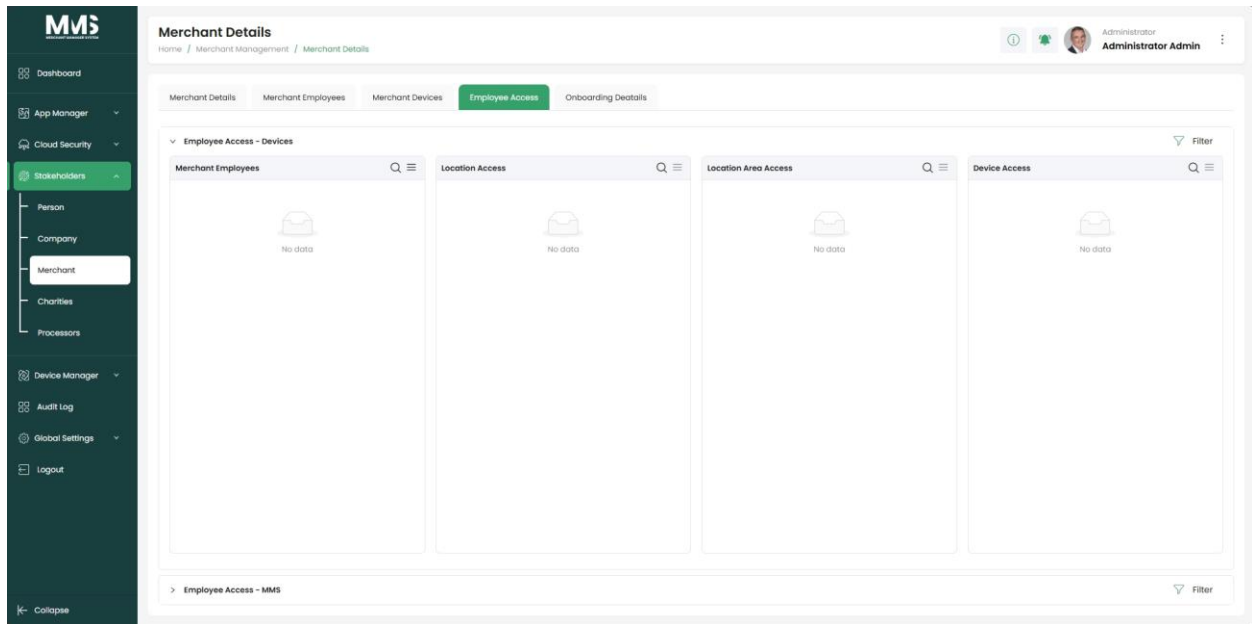 MMS
MERCHANT MANAGER SYSTEM
Dashboard
App Manager
Cloud Security
Stakeholders
Person
Company
Merchant
Charities
Processors
Device Manager
Audit Log
Global Settings
Logout
Collapse
Merchant Details
Home / Merchant Management / Merchant Details
Administrator
Administrator Admin
Merchant Details Merchant Employees Merchant Devices Employee Access Onboarding Deatails
Employee Access - Devices Filter
Merchant Employees Location Access Location Area Access Device Access
No data No data No data No data
Employee Access - MMS Filter